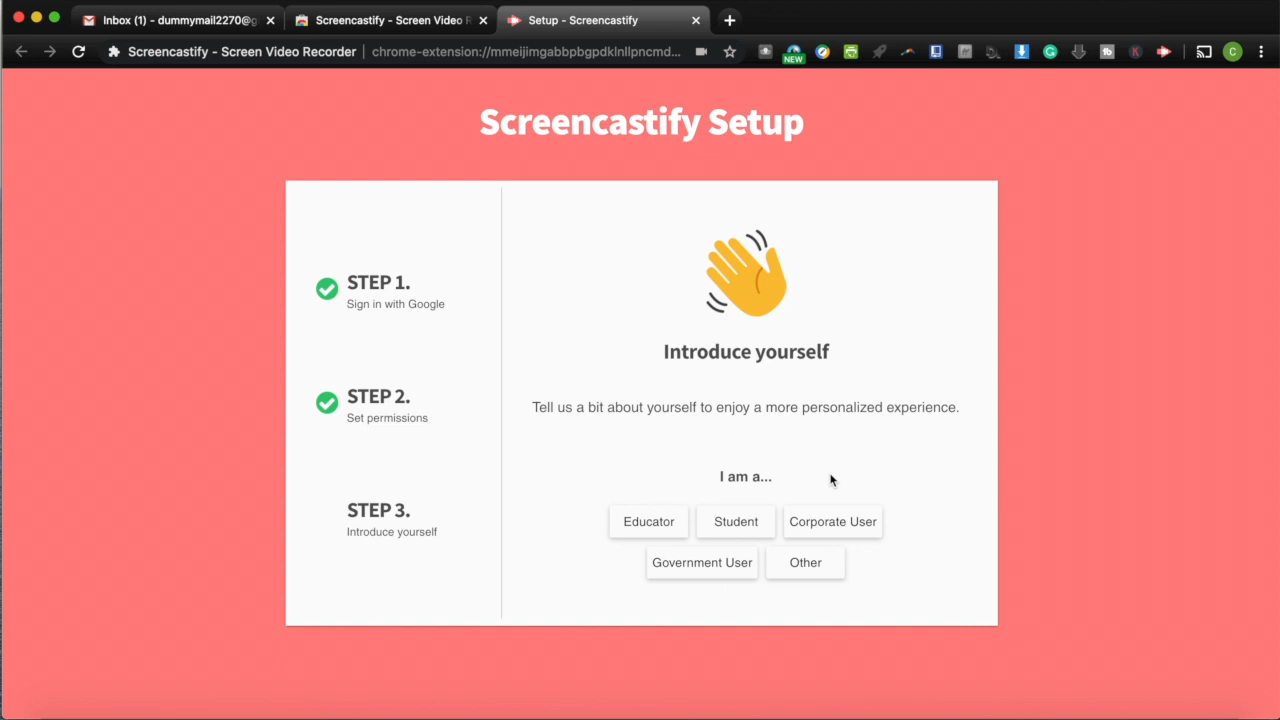 Inbox (1) - dummymail2270@g
Screencastify - Screen Video R
Setup - Screencastify
Screencastify - Screen Video Recorder
chrome-extension://mmeijimgabbpbgpdklnllpncmd...
NEW
C
Screencastify Setup
STEP 1.
Sign in with Google
STEP 2.
Set permissions
STEP 3.
Introduce yourself
Introduce yourself
Tell us a bit about yourself to enjoy a more personalized experience.
I am a...
Educator Student Corporate User
Government User Other